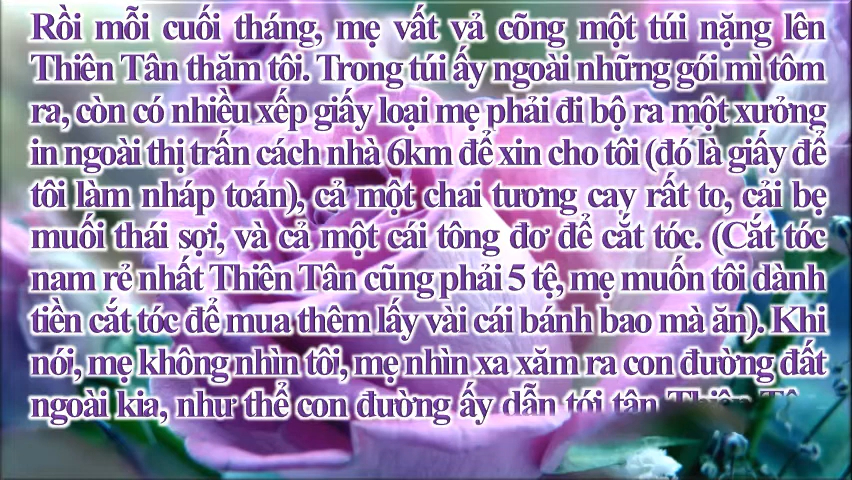 Rồi mỗi cuối tháng, mẹ vất vả cõng một túi nặng lên
Thiên Tân thăm tôi. Trong túi ấy ngoài những gói mì tôm
ra, còn có nhiều xếp giấy loại mẹ phải đi bộ ra một xưởng
in ngoài thị trấn cách nhà 6km để xin cho tôi (đó là giấy để
tôi làm nháp toán), cả một chai tương cay rất to, cải bẹ
muối thái sợi, và cả một cái tông đơ để cắt tóc. (Cắt tóc
nam rẻ nhất Thiên Tân cũng phải 5 tệ, mẹ muốn tôi dành
tiền cắt tóc để mua thêm lấy vài cái bánh bao mà ăn). Khi
nói, mẹ không nhìn tôi, mẹ nhìn xa xăm ra con đường đất
ngoài kia, như thể con đường ấy dẫn tới tận